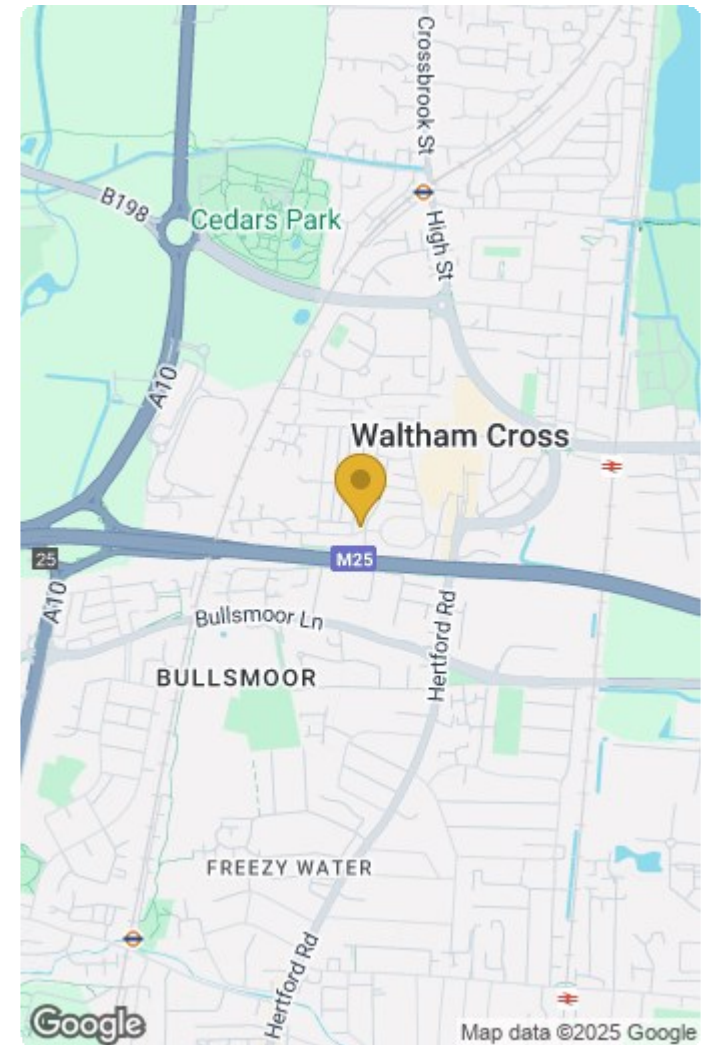 Crossbrook St
B198
Cedars Park
High St
A10
Waltham Cross
25
M25
A10
Bullsmoor Ln
Hertford Rd
BULLSMOOR
FREEZY WATER
Hertford Rd
Google
Map data ©2025 Google